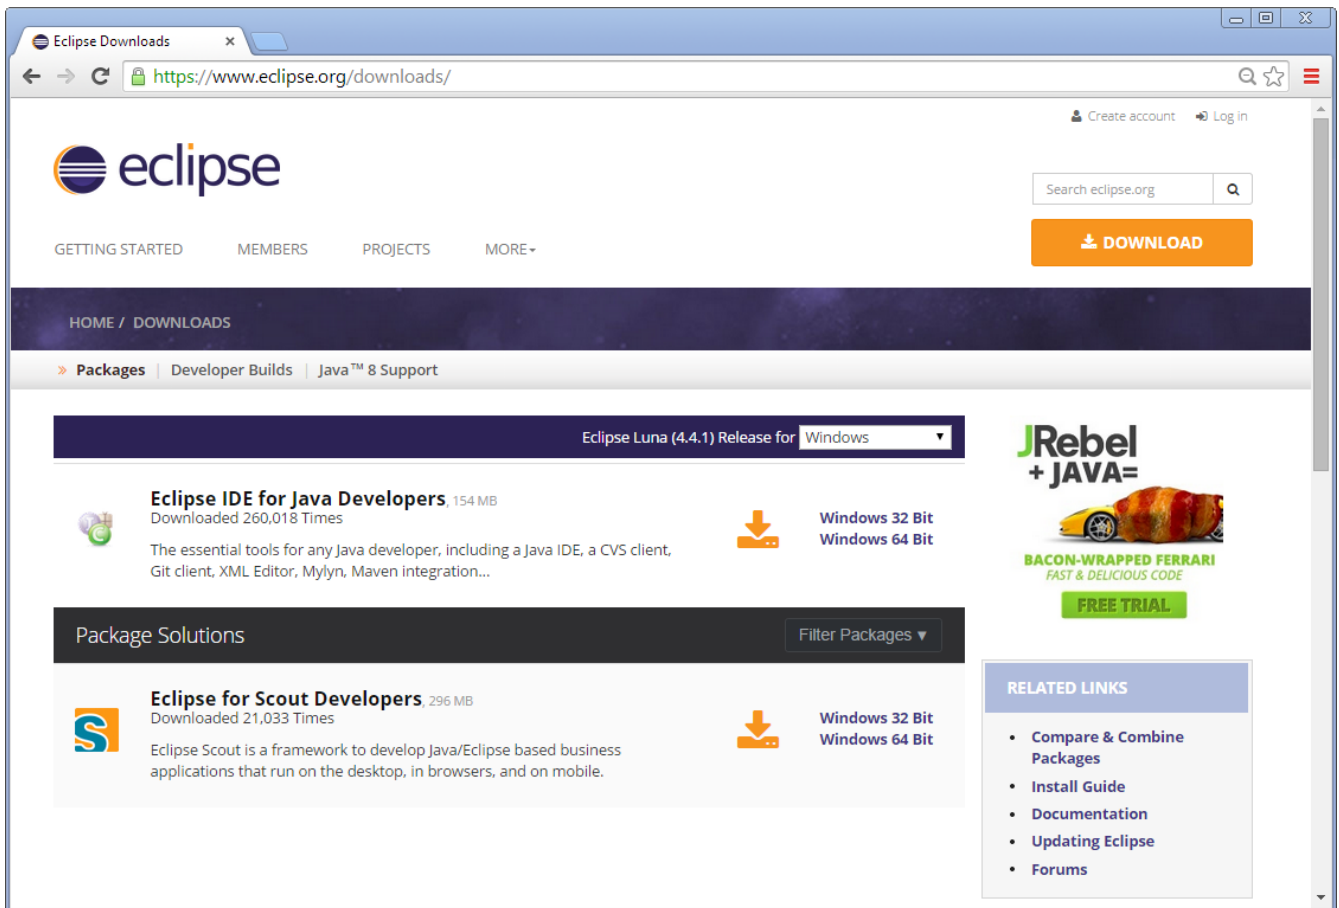 Eclipse Downloads
https://www.eclipse.org/downloads/
Create account Log in
eclipse
Search eclipse.org
DOWNLOAD
GETTING STARTED MEMBERS PROJECTS MORE
HOME / DOWNLOADS
» Packages | Developer Builds | Java™ 8 Support
Eclipse Luna (4.4.1) Release for Windows
Eclipse IDE for Java Developers, 154 MB
Downloaded 260,018 Times
The essential tools for any Java developer, including a Java IDE, a CVS client,
Git client, XML Editor, Mylyn, Maven integration...
Windows 32 Bit
Windows 64 Bit
Package Solutions
Filter Packages ▾
Eclipse for Scout Developers, 296 MB
Downloaded 21,033 Times
Eclipse Scout is a framework to develop Java/Eclipse based business
applications that run on the desktop, in browsers, and on mobile.
Windows 32 Bit
Windows 64 Bit
JRebel
+ JAVA=
BACON-WRAPPED FERRARI
FAST & DELICIOUS CODE
FREE TRIAL
RELATED LINKS
• Compare & Combine
Packages
• Install Guide
• Documentation
• Updating Eclipse
• Forums